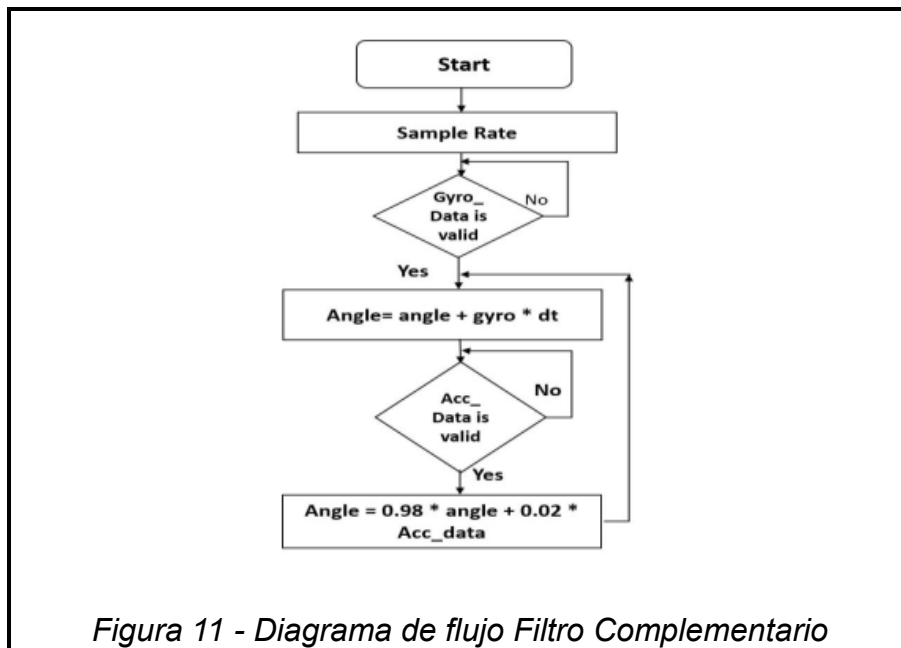 Start
Sample Rate
Gyro_
Data is
valid
No
Yes
Angle= angle + gyro * dt
Acc_
Data is
valid
No
Yes
Angle = 0.98 * angle + 0.02 *
Acc_data
Figura 11 - Diagrama de flujo Filtro Complementario